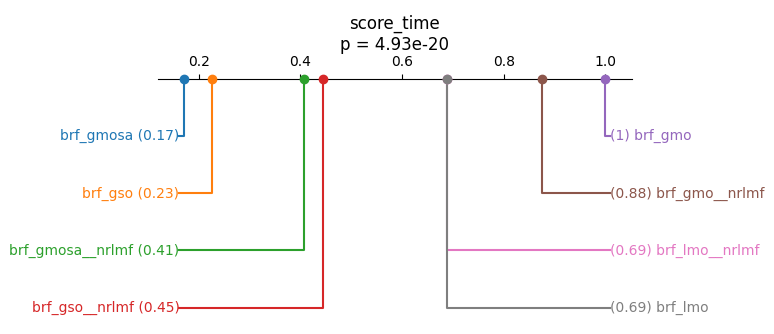 score_time
p = 4.93e-20
0.2 0.4 0.6 0.8 1.0
brf_gmosa (0.17) (1) brf_gmo
brf_gso (0.23) (0.88) brf_gmo__nrlmf
brf_gmosa__nrlmf (0.41) (0.69) brf_lmo__nrlmf
brf_gso__nrlmf (0.45) (0.69) brf_lmo